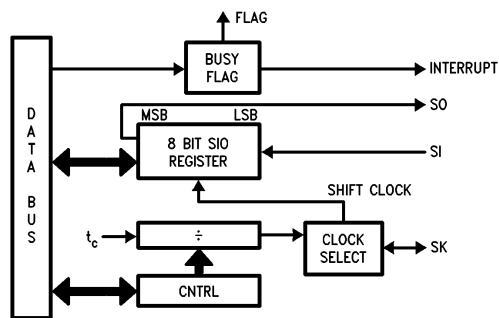 FLAG
BUSY
FLAG
INTERRUPT
MSB
LSB
SO
8 BIT SIO
REGISTER
SI
DATA BUS
SHIFT CLOCK
tc
÷
CLOCK
SELECT
SK
CNTRL